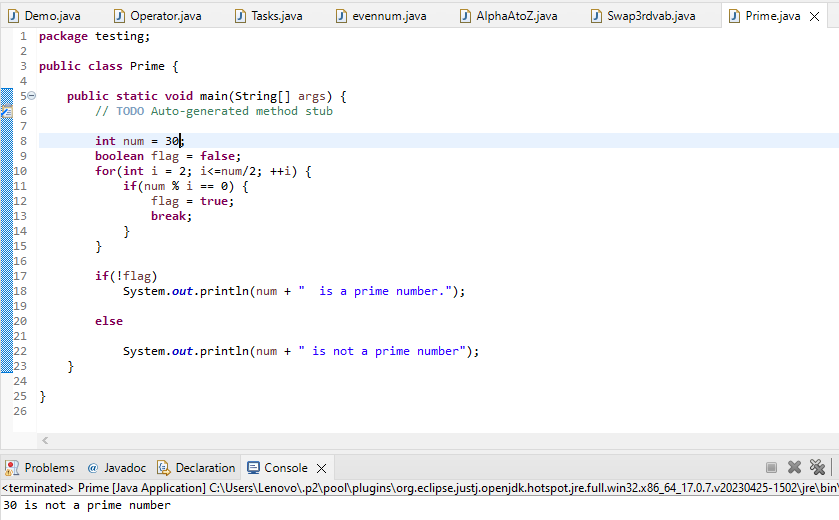 Demo.java Operator.java Tasks.java evennum.java AlphaAtoZ.java Swap3rdvab.java Prime.java
1 package testing;
2
3 public class Prime {
4
5 public static void main(String[] args) {
6 // TODO Auto-generated method stub
7
8 int num = 30;
9 boolean flag = false;
10 for(int i = 2; i<=num/2; ++i) {
11 if(num % i == 0) {
12 flag = true;
13 break;
14 }
15 }
16
17 if(!flag)
18 System.out.println(num + "  is a prime number.");
19
20 else
21
22 System.out.println(num + " is not a prime number");
23 }
24
25 }
26
Problems @ Javadoc Declaration Console
<terminated> Prime [Java Application] C:\Users\Lenovo\.p2\pool\plugins\org.eclipse.justj.openjdk.hotspot.jre.full.win32.x86_64_17.0.7.v20230425-1502\jre\bin\
30 is not a prime number